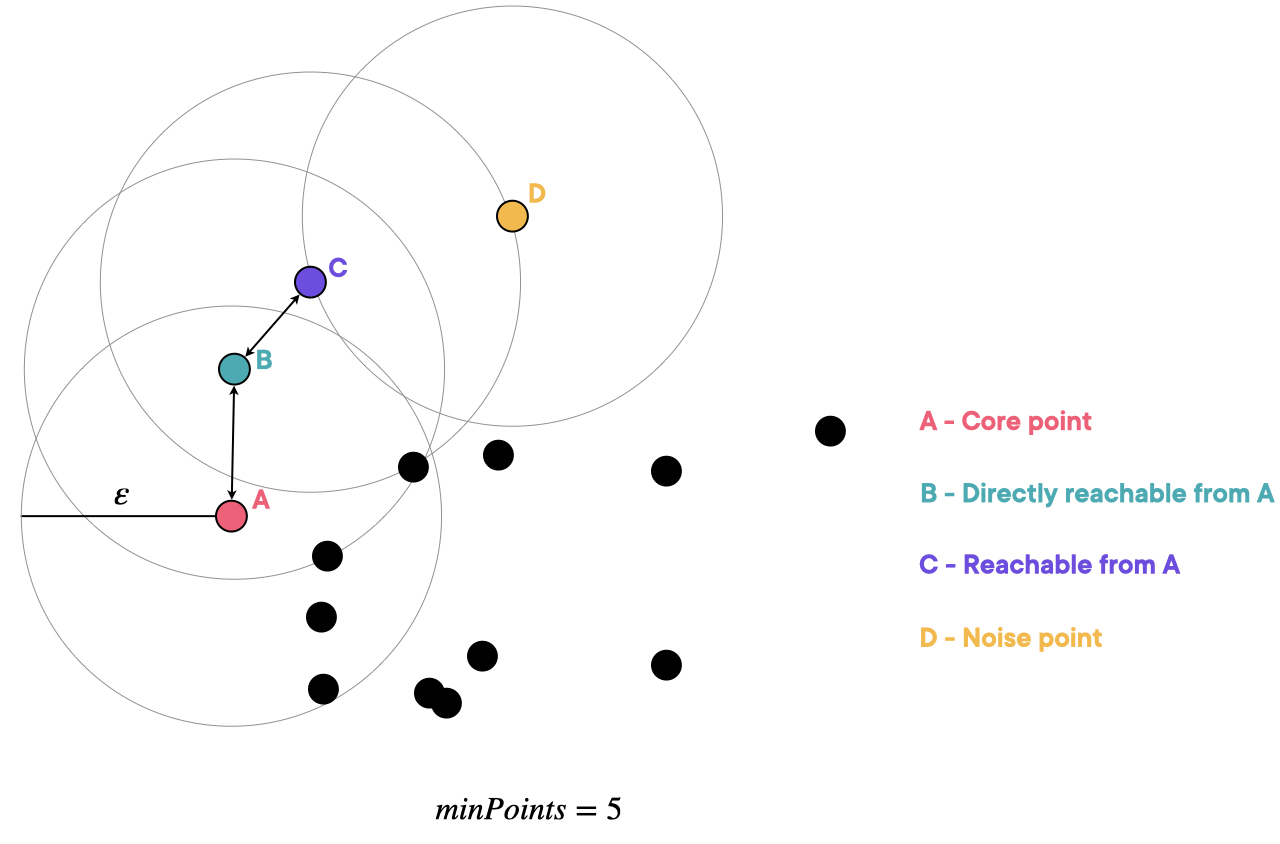 D
C
B
ε
A
A - Core point
B - Directly reachable from A
C - Reachable from A
D - Noise point
minPoints = 5